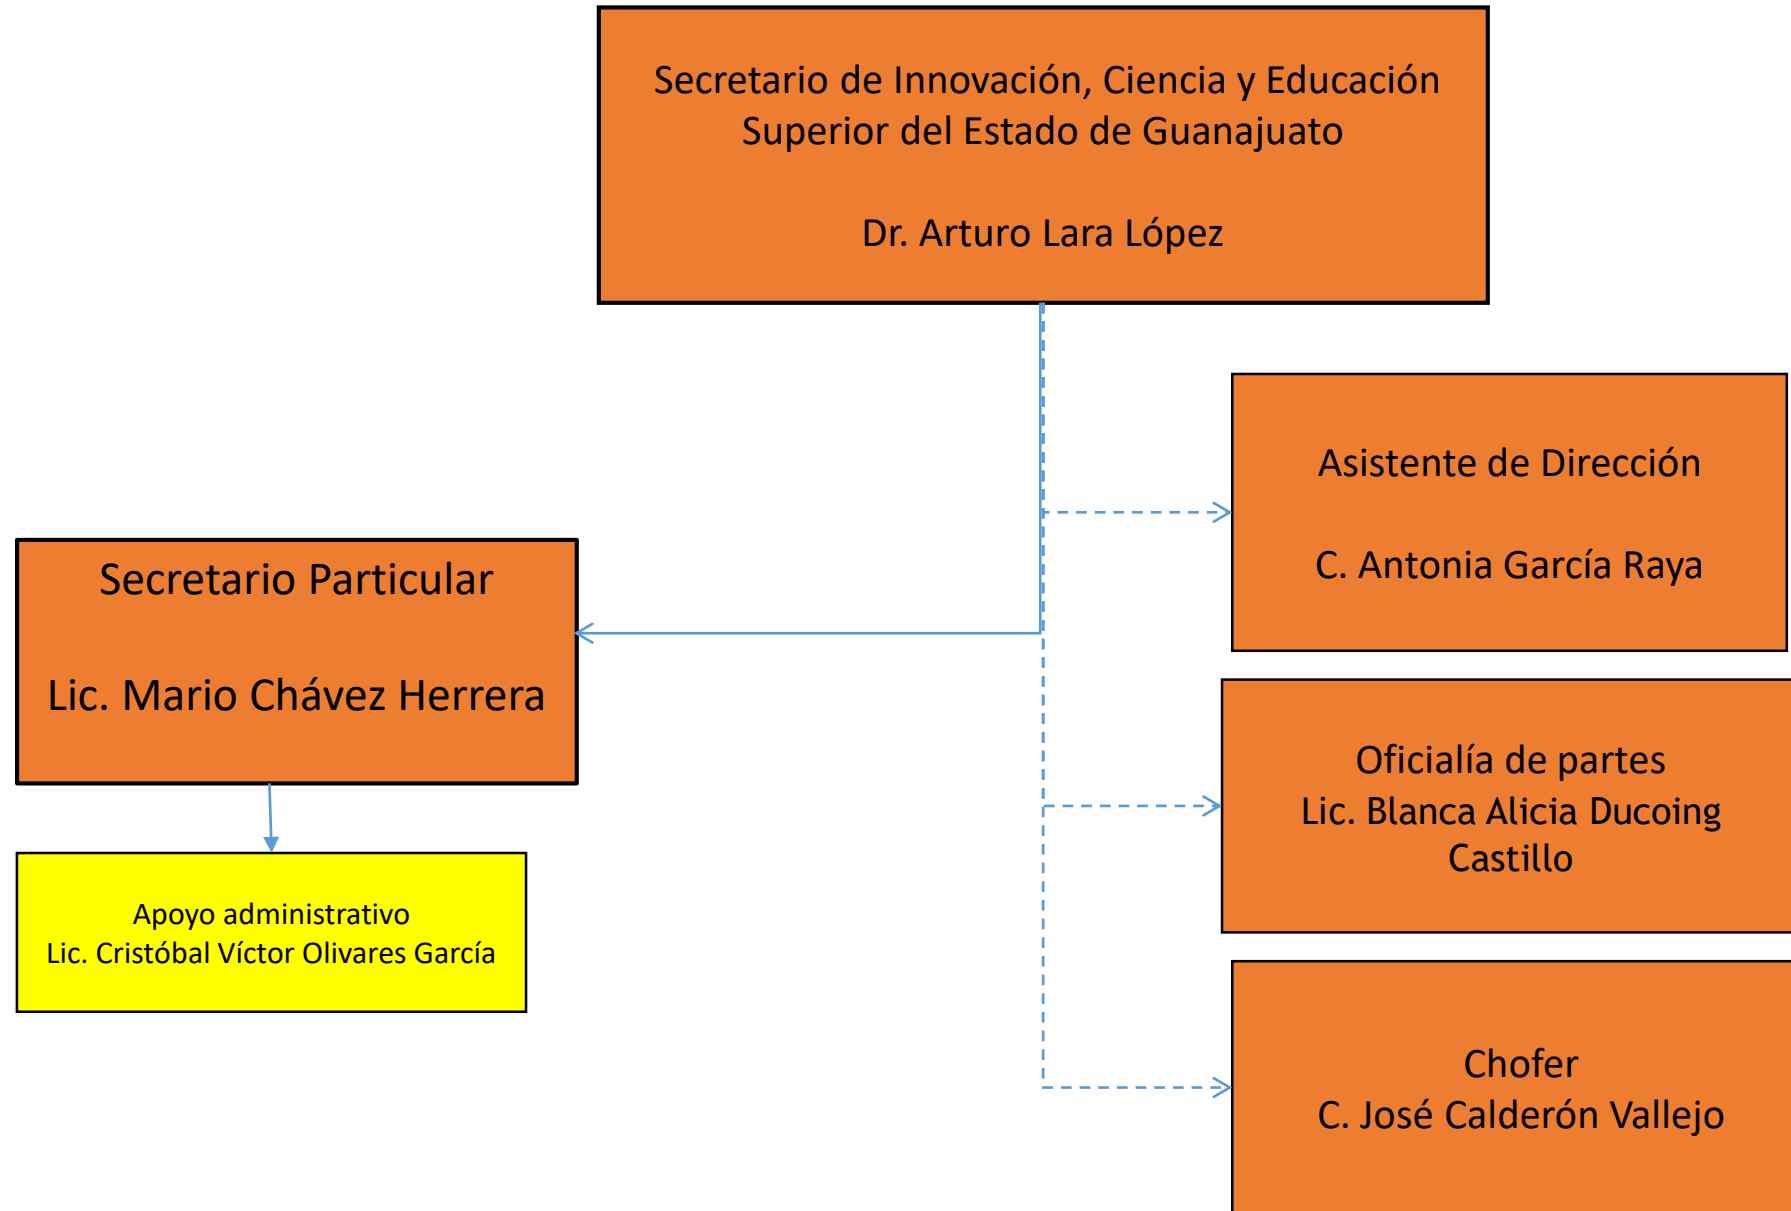 Secretario de Innovación, Ciencia y Educación
Superior del Estado de Guanajuato
Dr. Arturo Lara López
Asistente de Dirección
C. Antonia García Raya
Secretario Particular
Lic. Mario Chávez Herrera
Oficialía de partes
Lic. Blanca Alicia Ducoing
Castillo
Apoyo administrativo
Lic. Cristóbal Víctor Olivares García
Chofer
C. José Calderón Vallejo